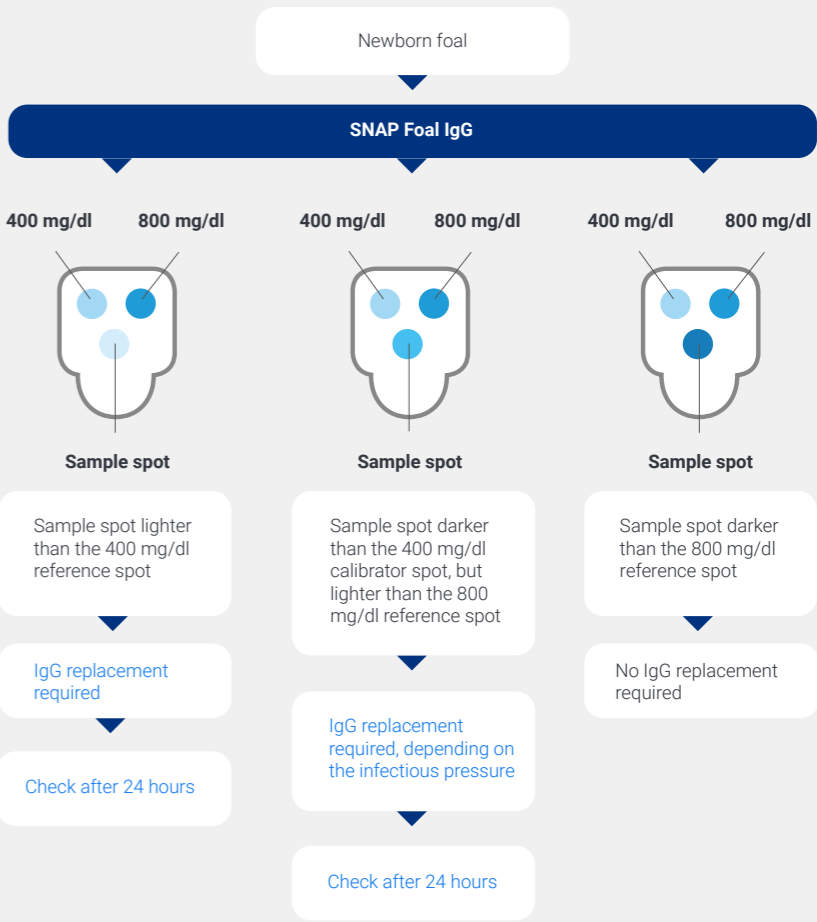 Newborn foal
SNAP Foal IgG
400 mg/dl 800 mg/dl
Sample spot
Sample spot lighter
than the 400 mg/dl
reference spot
IgG replacement
required
Check after 24 hours
400 mg/dl 800 mg/dl
Sample spot
Sample spot darker
than the 400 mg/dl
calibrator spot, but
lighter than the 800
mg/dl reference spot
IgG replacement
required, depending on
the infectious pressure
Check after 24 hours
400 mg/dl 800 mg/dl
Sample spot
Sample spot darker
than the 800 mg/dl
reference spot
No IgG replacement
required